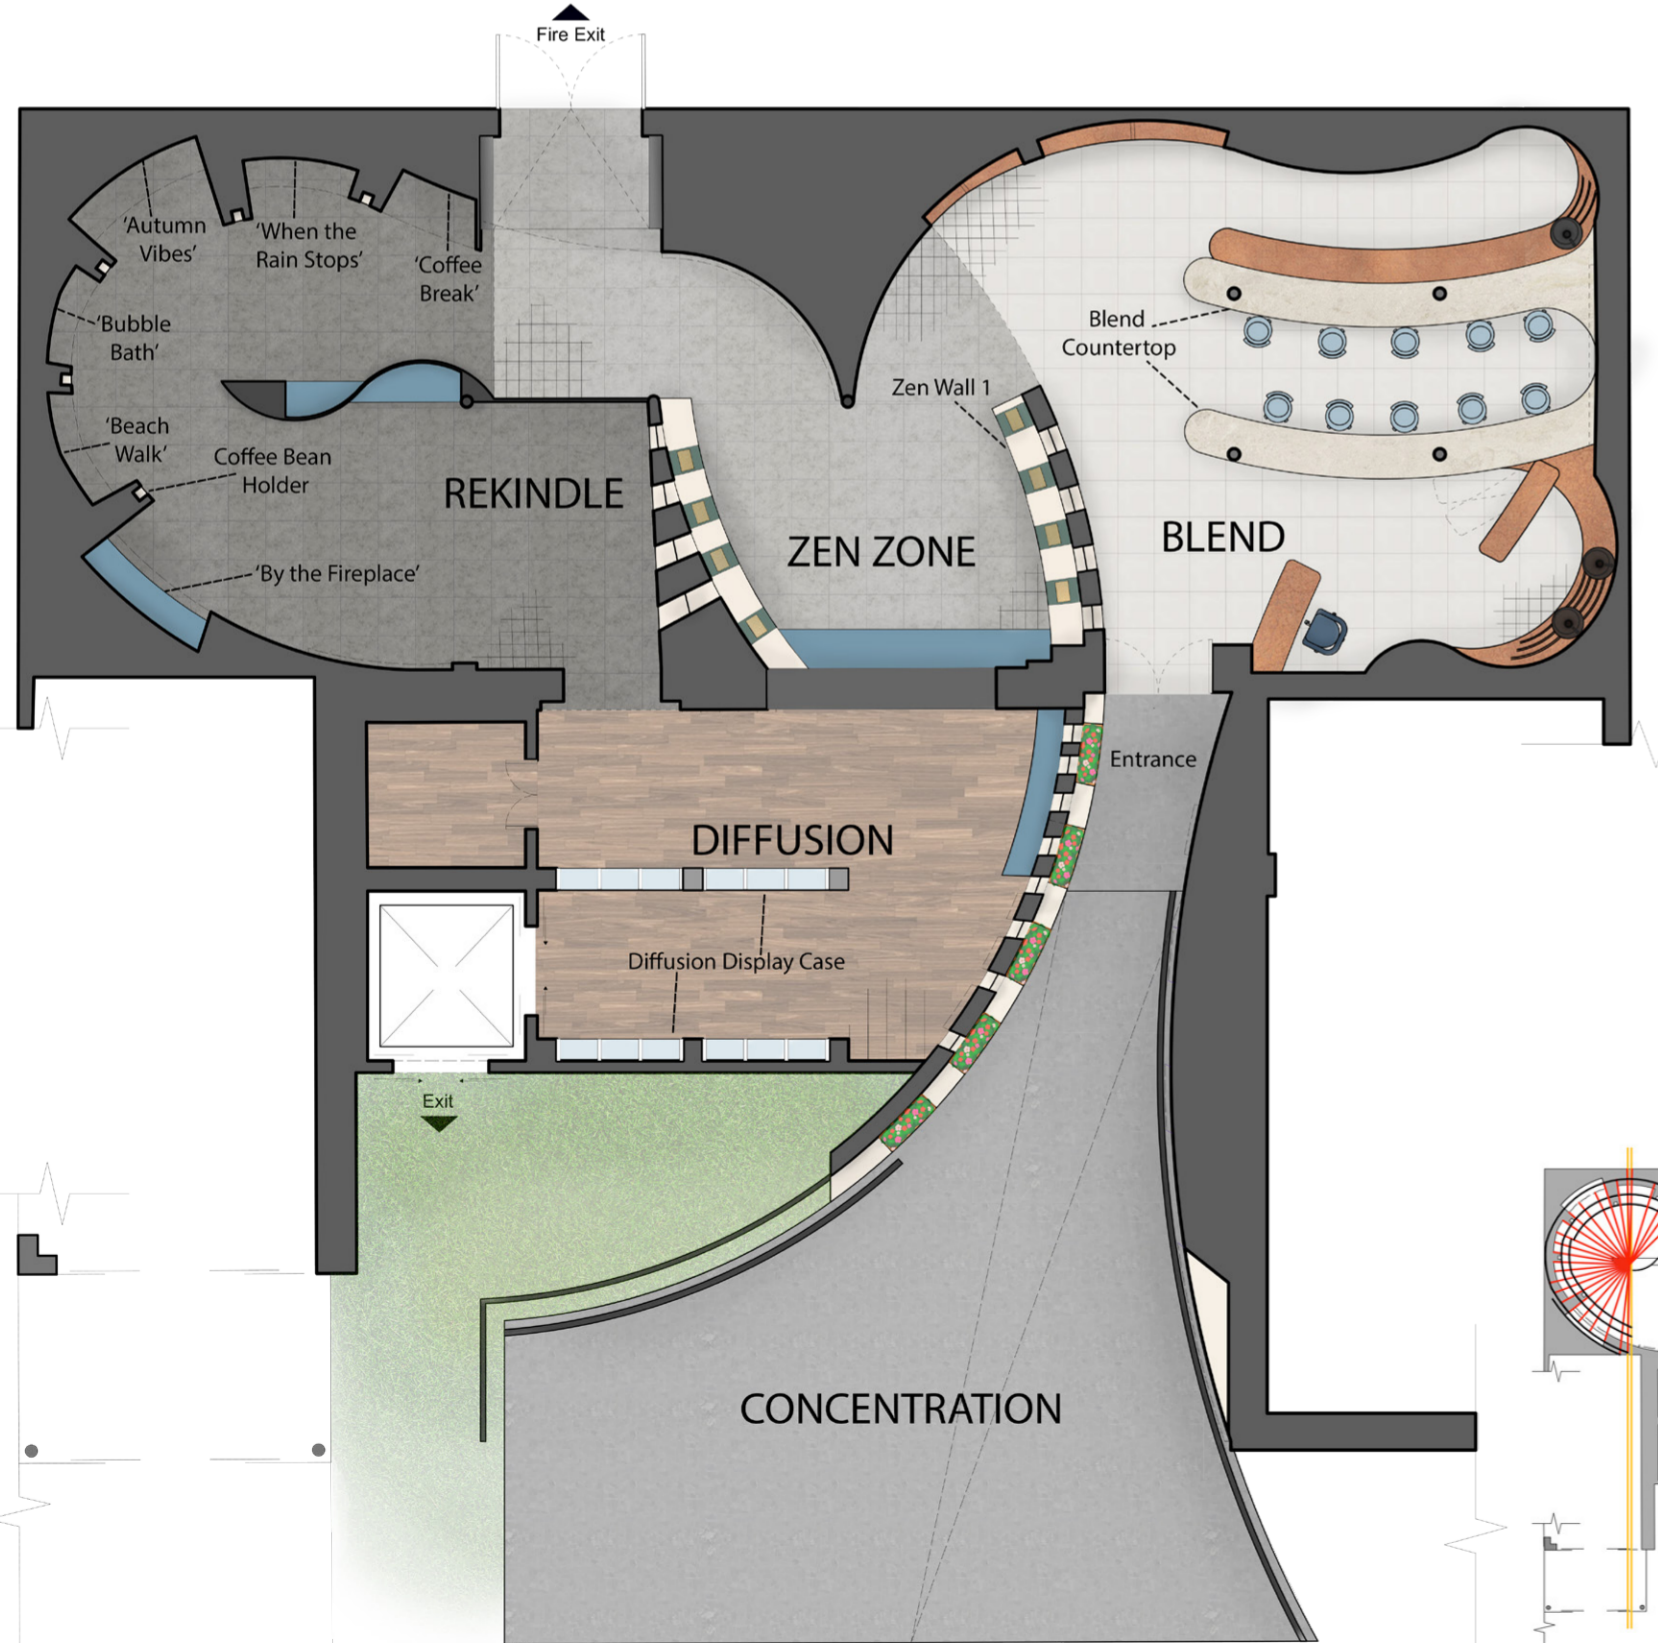 Fire Exit
'Autumn
Vibes'
'When the
Rain Stops'
'Coffee
Break'
'Bubble
Bath'
'Beach
Walk'
Coffee Bean
Holder
REKINDLE
'By the Fireplace'
Zen Wall 1
ZEN ZONE
Blend
Countertop
BLEND
Entrance
DIFFUSION
Diffusion Display Case
Exit
CONCENTRATION